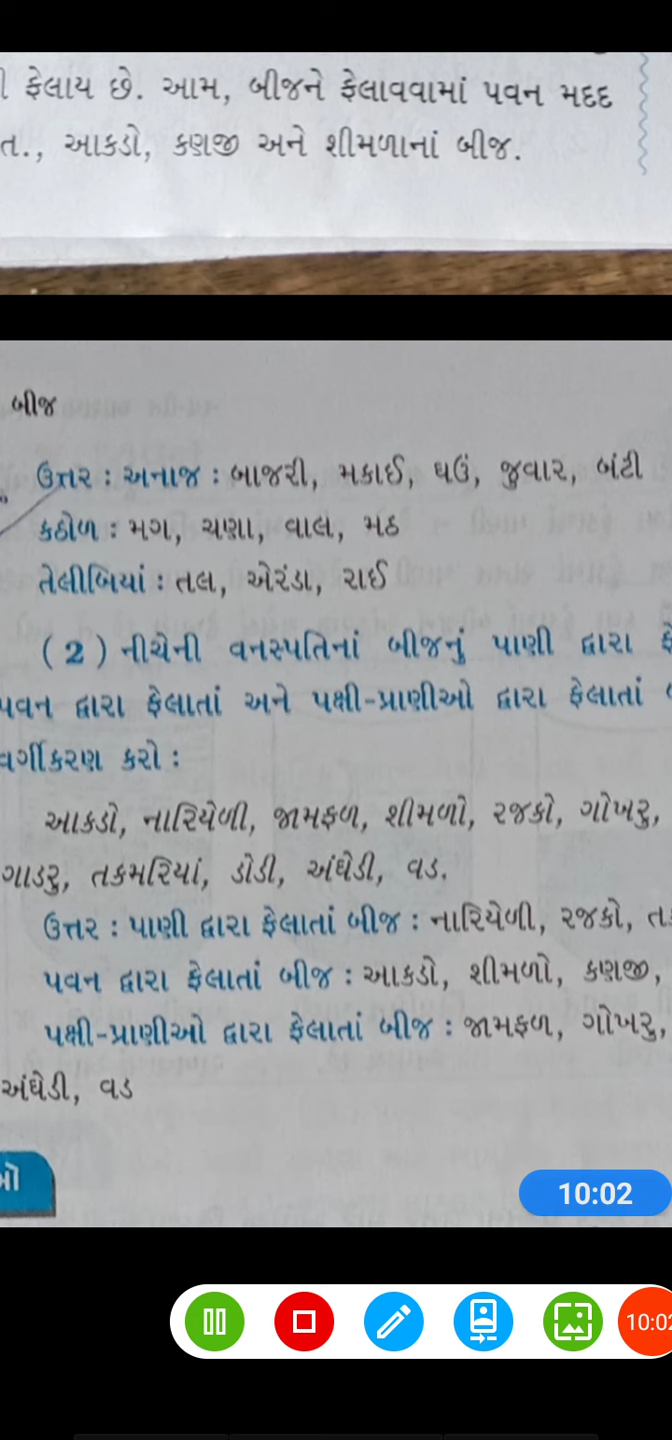 ફેલાય છે. આમ, બીજને ફેલાવવામાં પવન મદદ
ત., આકડો, કણજી અને શીમળાનાં બીજ.
બીજ
ઉત્તર : અનાજ : બાજરી, મકાઈ, ઘઉં, જુવાર, બંટી
કઠોળ : મગ, ચણા, વાલ, મઠ
તેલીબિયાં : તલ, એરંડા, રાઈ
(2) નીચેની વનસ્પતિનાં બીજનું પાણી દ્વારા
પવન દ્વારા ફેલાતાં અને પક્ષી-પ્રાણીઓ દ્વારા ફેલાતાં
વર્ગીકરણ કરો :
આકડો, નારિયેળી, જામફળ, શીમળો, રજકો, ગોખરુ,
ગાડરુ, તકમરિયાં, ડોડી, અંઘેડી, વડ.
ઉત્તર : પાણી દ્વારા ફેલાતાં બીજ : નારિયેળી, રજકો,
પવન દ્વારા ફેલાતાં બીજ : આકડો, શીમળો, કણજી,
પક્ષી-પ્રાણીઓ દ્વારા ફેલાતાં બીજ : જામફળ, ગોખરુ,
અંઘેડી, વડ
10:02
10:02